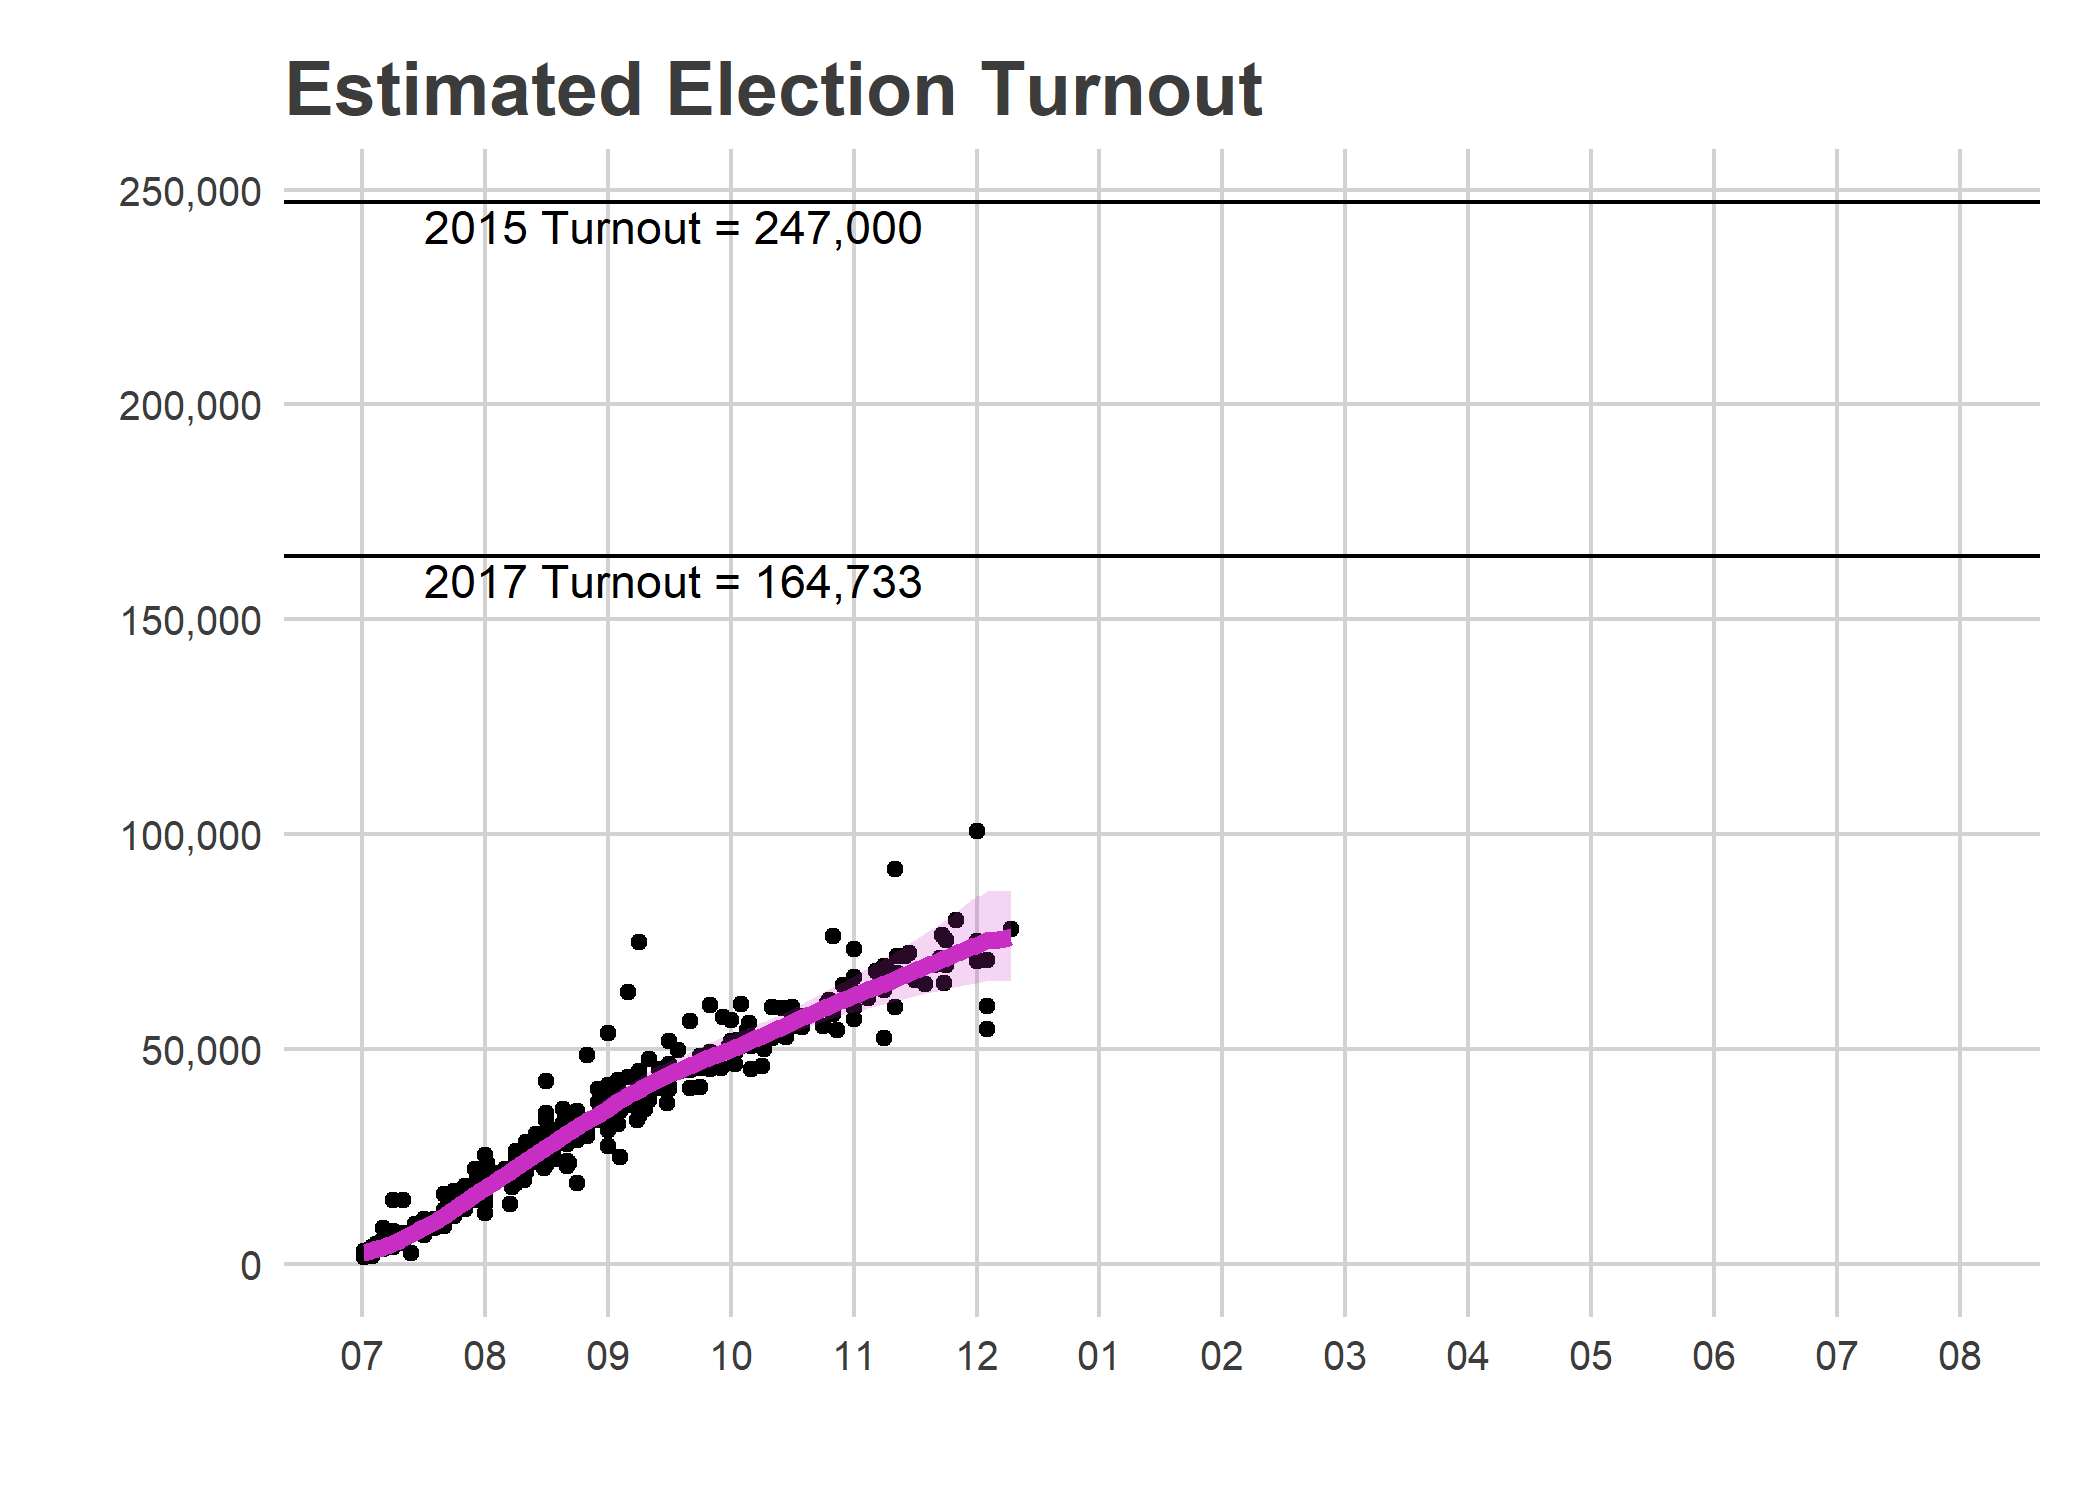 Estimated Election Turnout
250,000
2015 Turnout = 247,000
200,000
2017 Turnout = 164,733
150,000
100,000
50,000
0
07 08 09 10 11 12 01 02 03 04 05 06 07 08